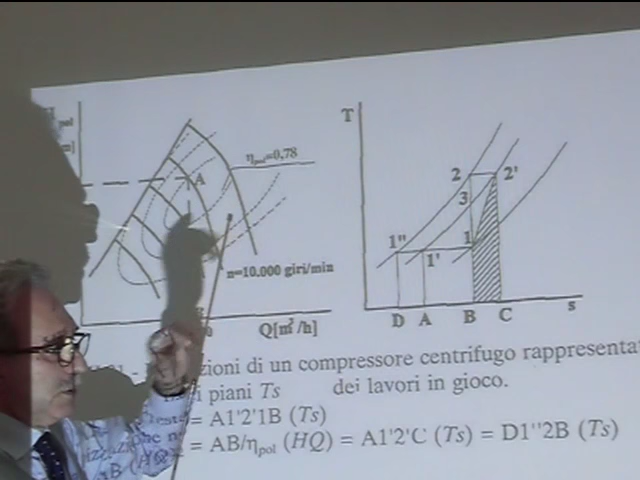 pol
A
η pol=0,78
n=10.000 giri/min
Q[m³/h]
T
2 2'
3
1'' 1
1'
D A B C s
zioni di un compressore centrifugo rappresenta
i piani Ts dei lavori in gioco.
= A1'2'1B (Ts)
= AB/ηpol (HQ) = A1'2'C (Ts) = D1''2B (Ts)